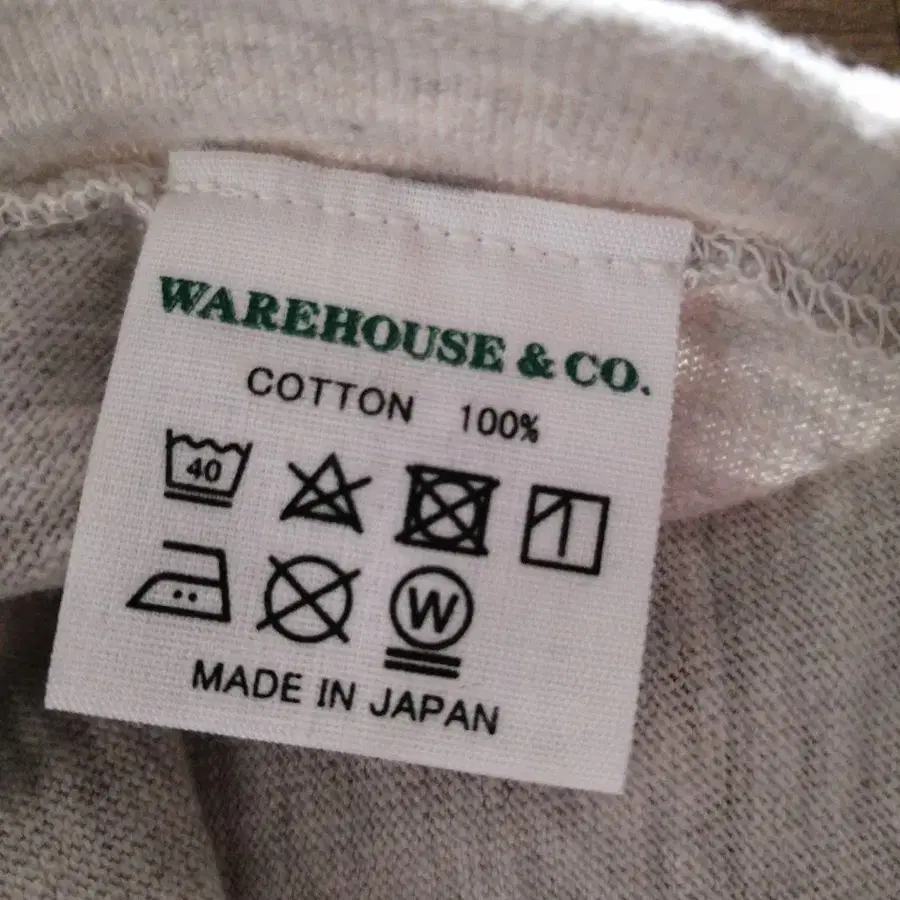 WAREHOUSE & CO.
COTTON 100%
40
W
MADE IN JAPAN